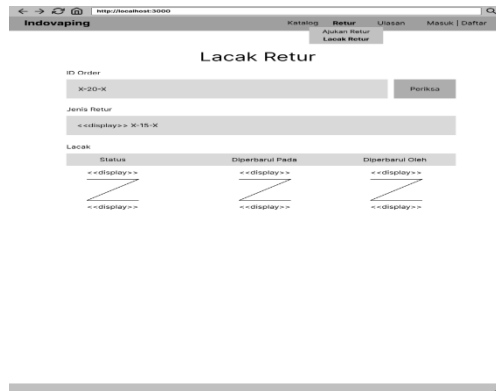 http://localhost:3000
Indovaping
Katalog Retur Ulasan Masuk | Daftar
Ajukan Retur
Lacak Retur
Lacak Retur
ID Order
X-20-X
Periksa
Jenis Retur
<<display>> X-15-X
Lacak
Status Diperbarui Pada Diperbarui Oleh
<<display>> <<display>> <<display>>
<<display>> <<display>> <<display>>